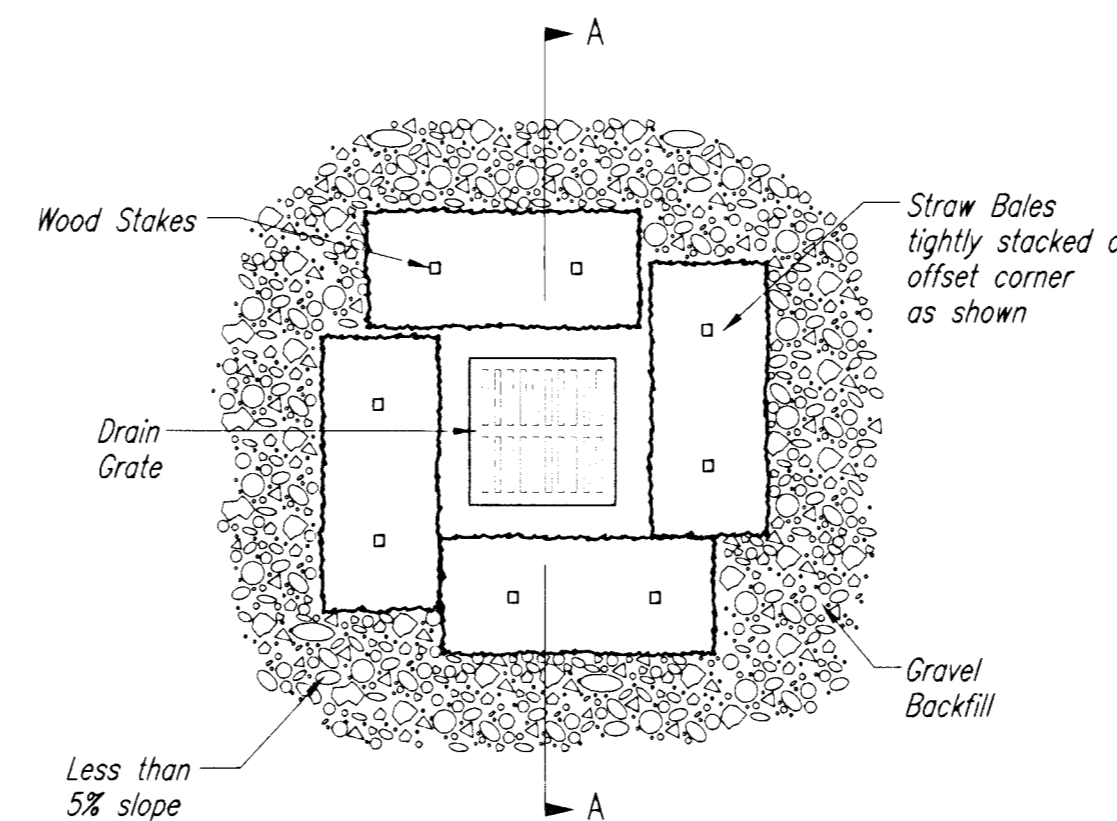 A
Wood Stakes
Straw Bales
tightly stacked
offset corner
as shown
Drain
Grate
Gravel
Backfill
Less than
5% slope
A